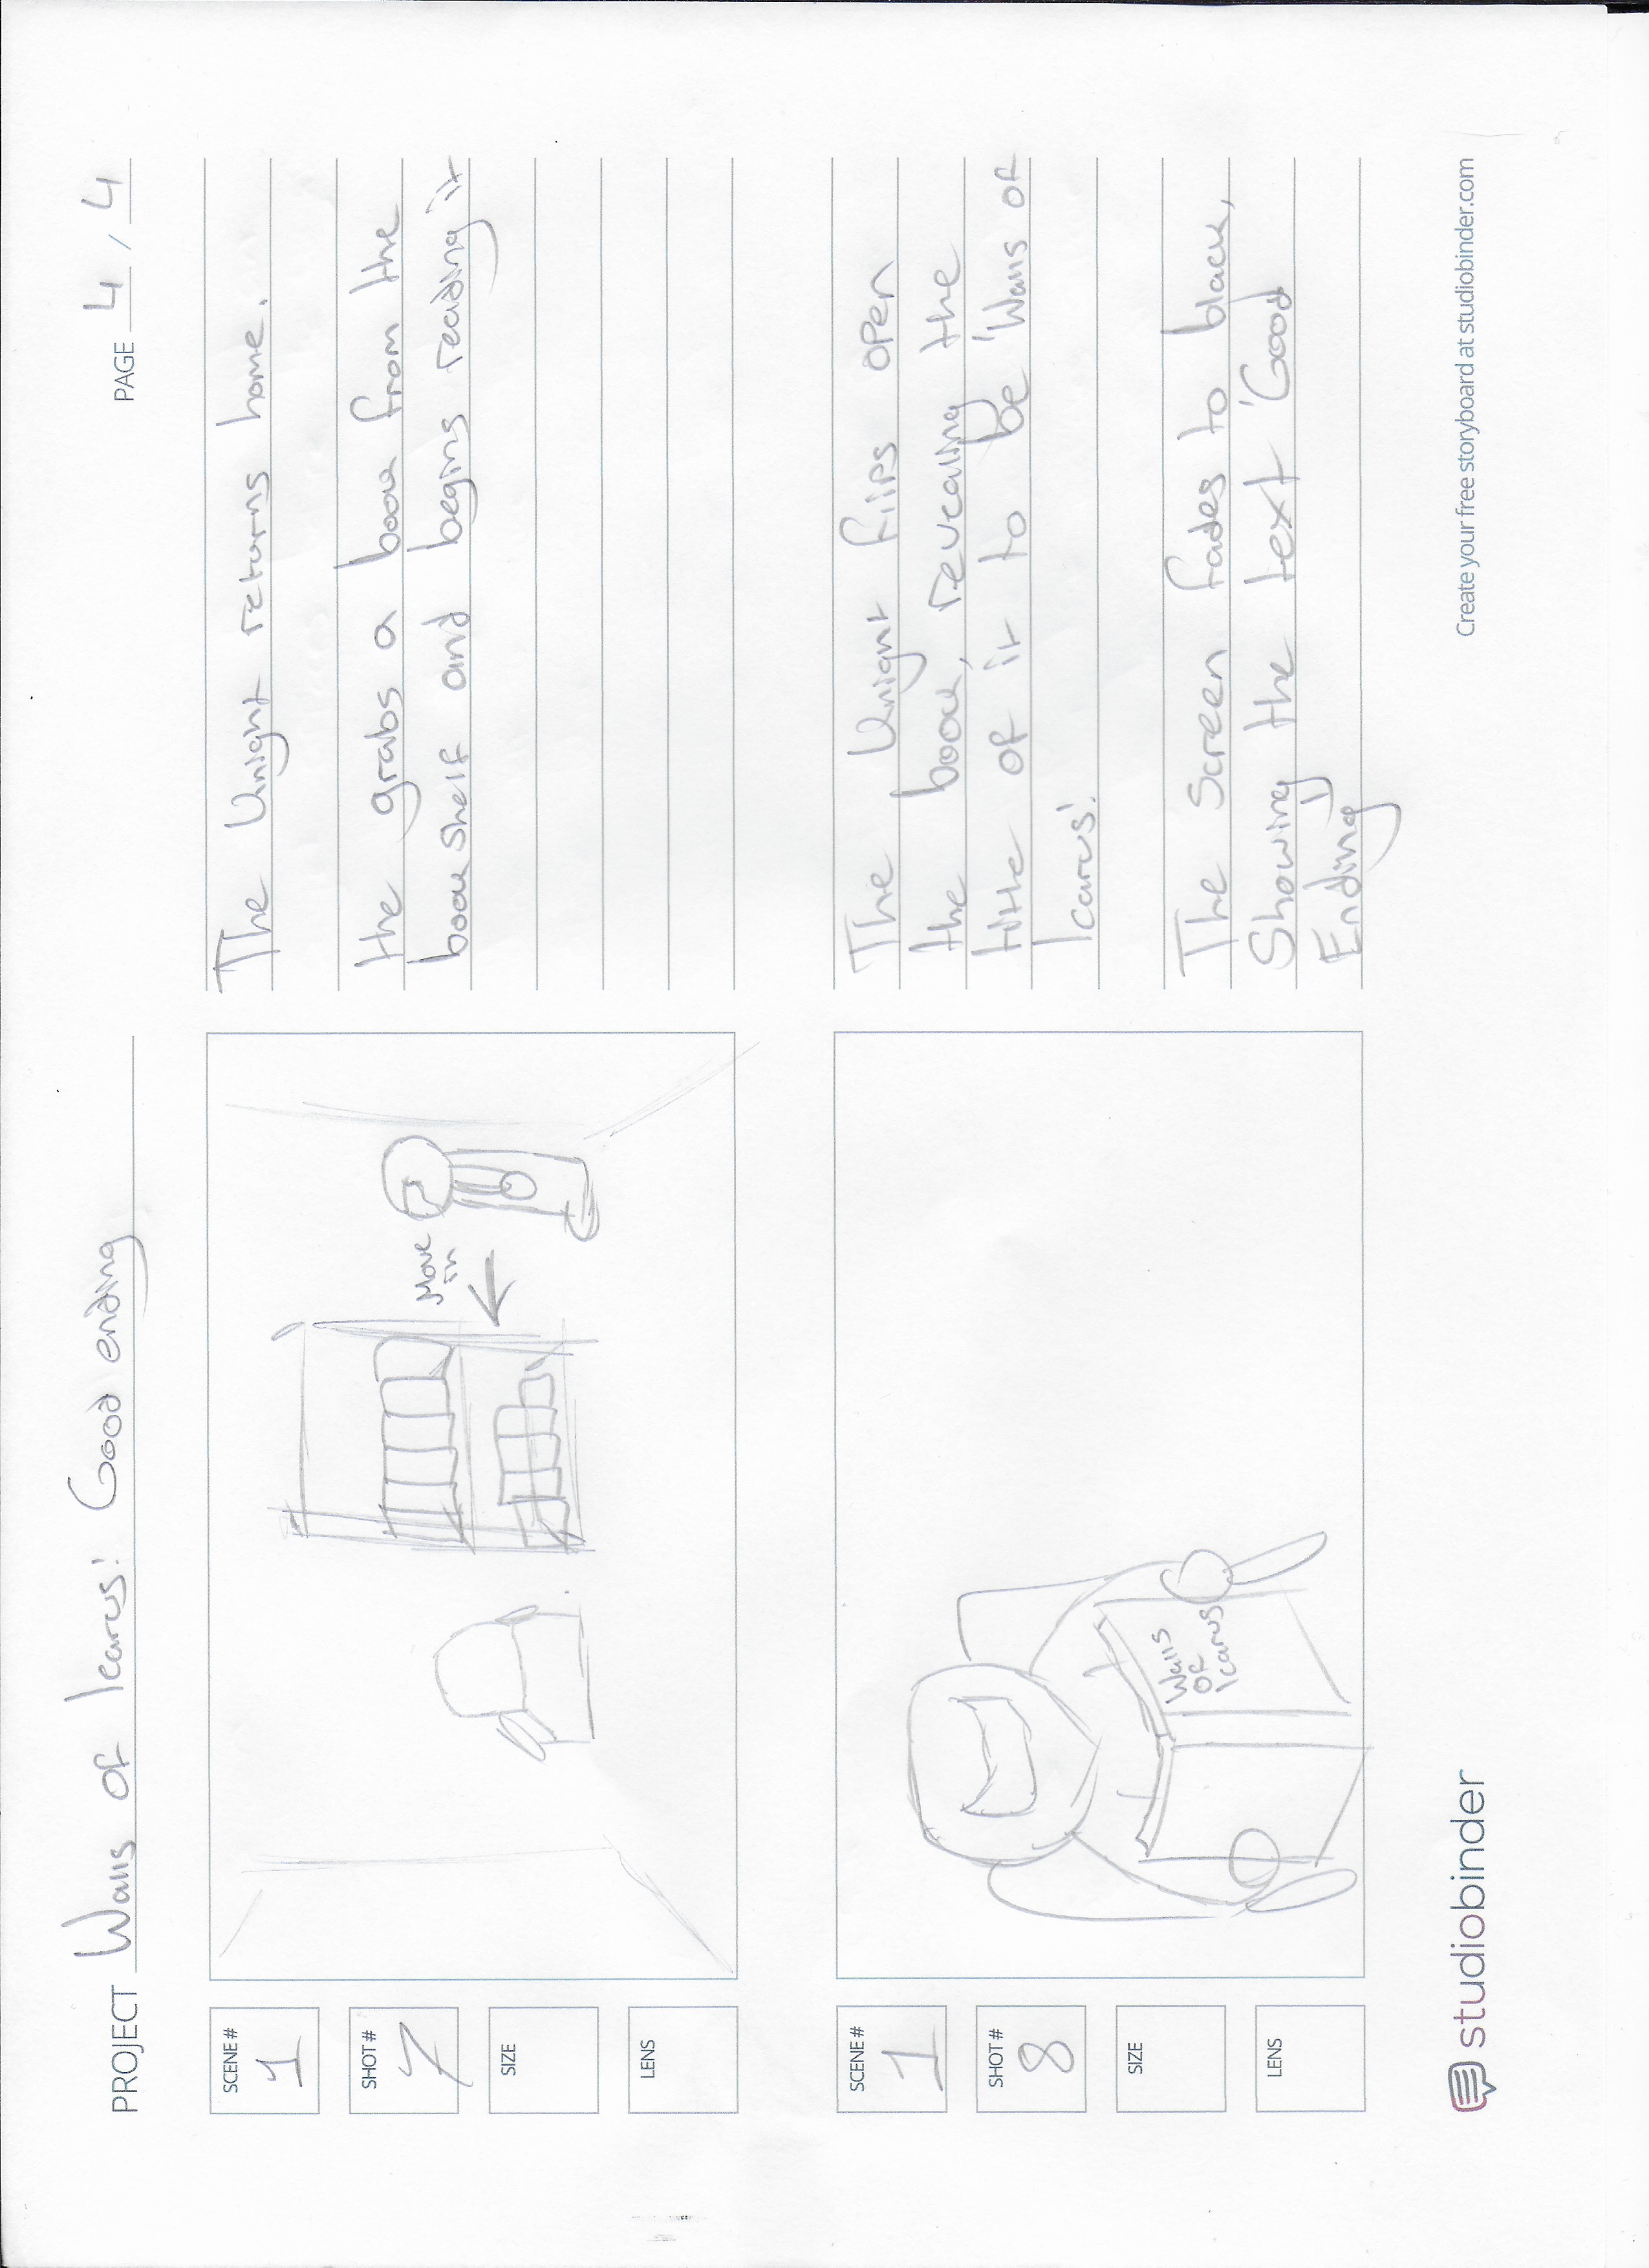 PROJECT Walls of Icarus: Good ending
PAGE 4 / 4
SCENE # 1
SHOT # 7
SIZE
LENS
Move
in
The Knight returns home.
the grabs a book from the
bookshelf and begins reading it
SCENE # 1
SHOT # 8
SIZE
LENS
Walls
OF
Icarus
The Knight flips open
the book, revealing the
title of it to be 'Walls of
Icarus'.
The Screen fades to black,
Showing the text 'Good
Ending'
studiobinder
Create your free storyboard at studiobinder.com